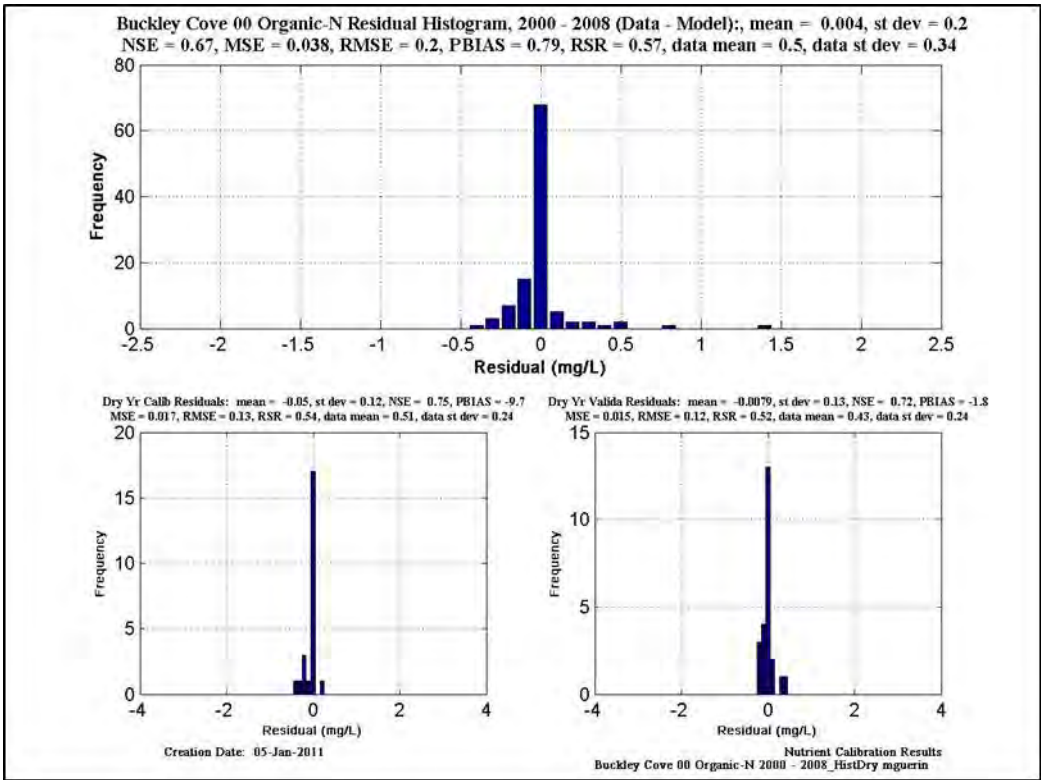 Buckley Cove 00 Organic-N Residual Histogram, 2000 - 2008 (Data - Model):, mean = 0.004, st dev = 0.2
NSE = 0.67, MSE = 0.038, RMSE = 0.2, PBIAS = 0.79, RSR = 0.57, data mean = 0.5, data st dev = 0.34
80
60
40
20
0
Frequency
-2.5 -2 -1.5 -1 -0.5 0 0.5 1 1.5 2 2.5
Residual (mg/L)
Dry Yr Calib Residuals: mean = -0.05, st dev = 0.12, NSE = 0.75, PBIAS = -9.7
MSE = 0.017, RMSE = 0.13, RSR = 0.54, data mean = 0.51, data st dev = 0.24
20
15
10
5
0
Frequency
-4 -2 0 2 4
Residual (mg/L)
Creation Date: 05-Jan-2011
Dry Yr Valida Residuals: mean = -0.0079, st dev = 0.13, NSE = 0.72, PBIAS = -1.8
MSE = 0.015, RMSE = 0.12, RSR = 0.52, data mean = 0.43, data st dev = 0.24
15
10
5
0
Frequency
-4 -2 0 2 4
Residual (mg/L)
Nutrient Calibration Results
Buckley Cove 00 Organic-N 2000 - 2008_HistDry mguerin